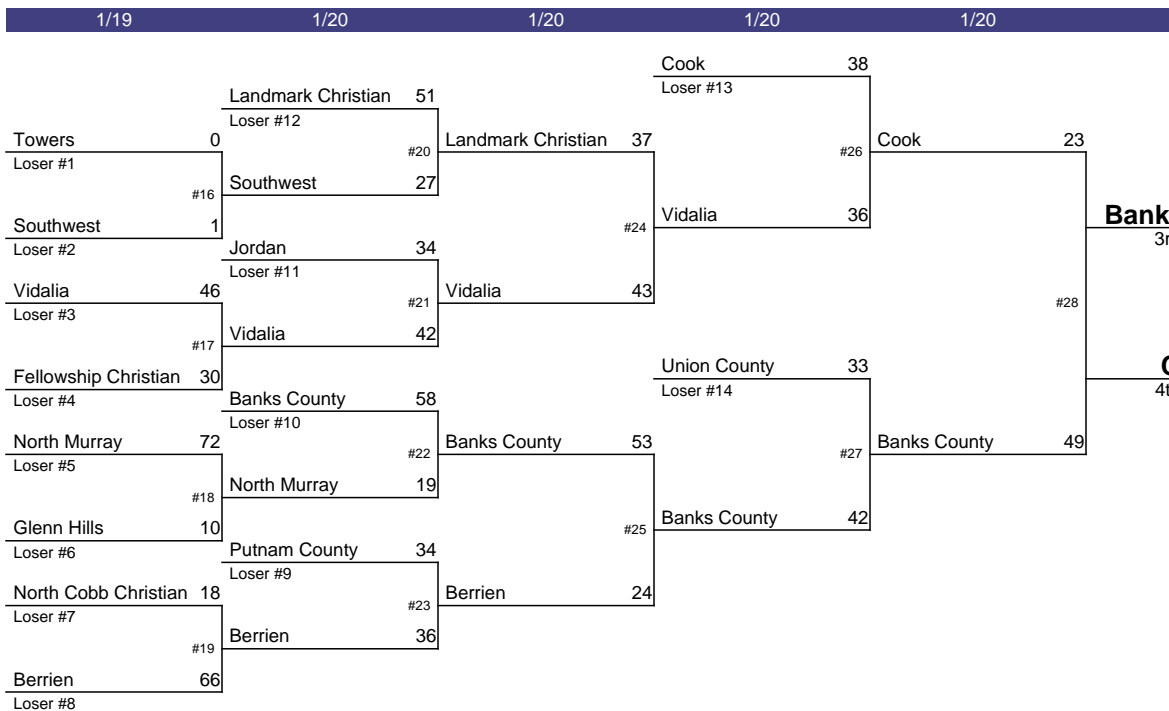 1/19 1/20 1/20 1/20 1/20
Cook 38
Loser #13
Landmark Christian 51
Loser #12
Towers 0
Loser #1
#20
Landmark Christian 37
#26
Cook 23
#16
Southwest 27
Southwest 1
Loser #2
#24
Vidalia 36
Bank
3r
Jordan 34
Loser #11
Vidalia 46
Loser #3
#21
Vidalia 43
#28
#17
Vidalia 42
Fellowship Christian 30
Loser #4
Union County 33
Loser #14
4t
Banks County 58
Loser #10
North Murray 72
Loser #5
#22
Banks County 53
#27
Banks County 49
#18
North Murray 19
Glenn Hills 10
Loser #6
#25
Banks County 42
Putnam County 34
Loser #9
North Cobb Christian 18
Loser #7
#23
Berrien 24
#19
Berrien 36
Berrien 66
Loser #8